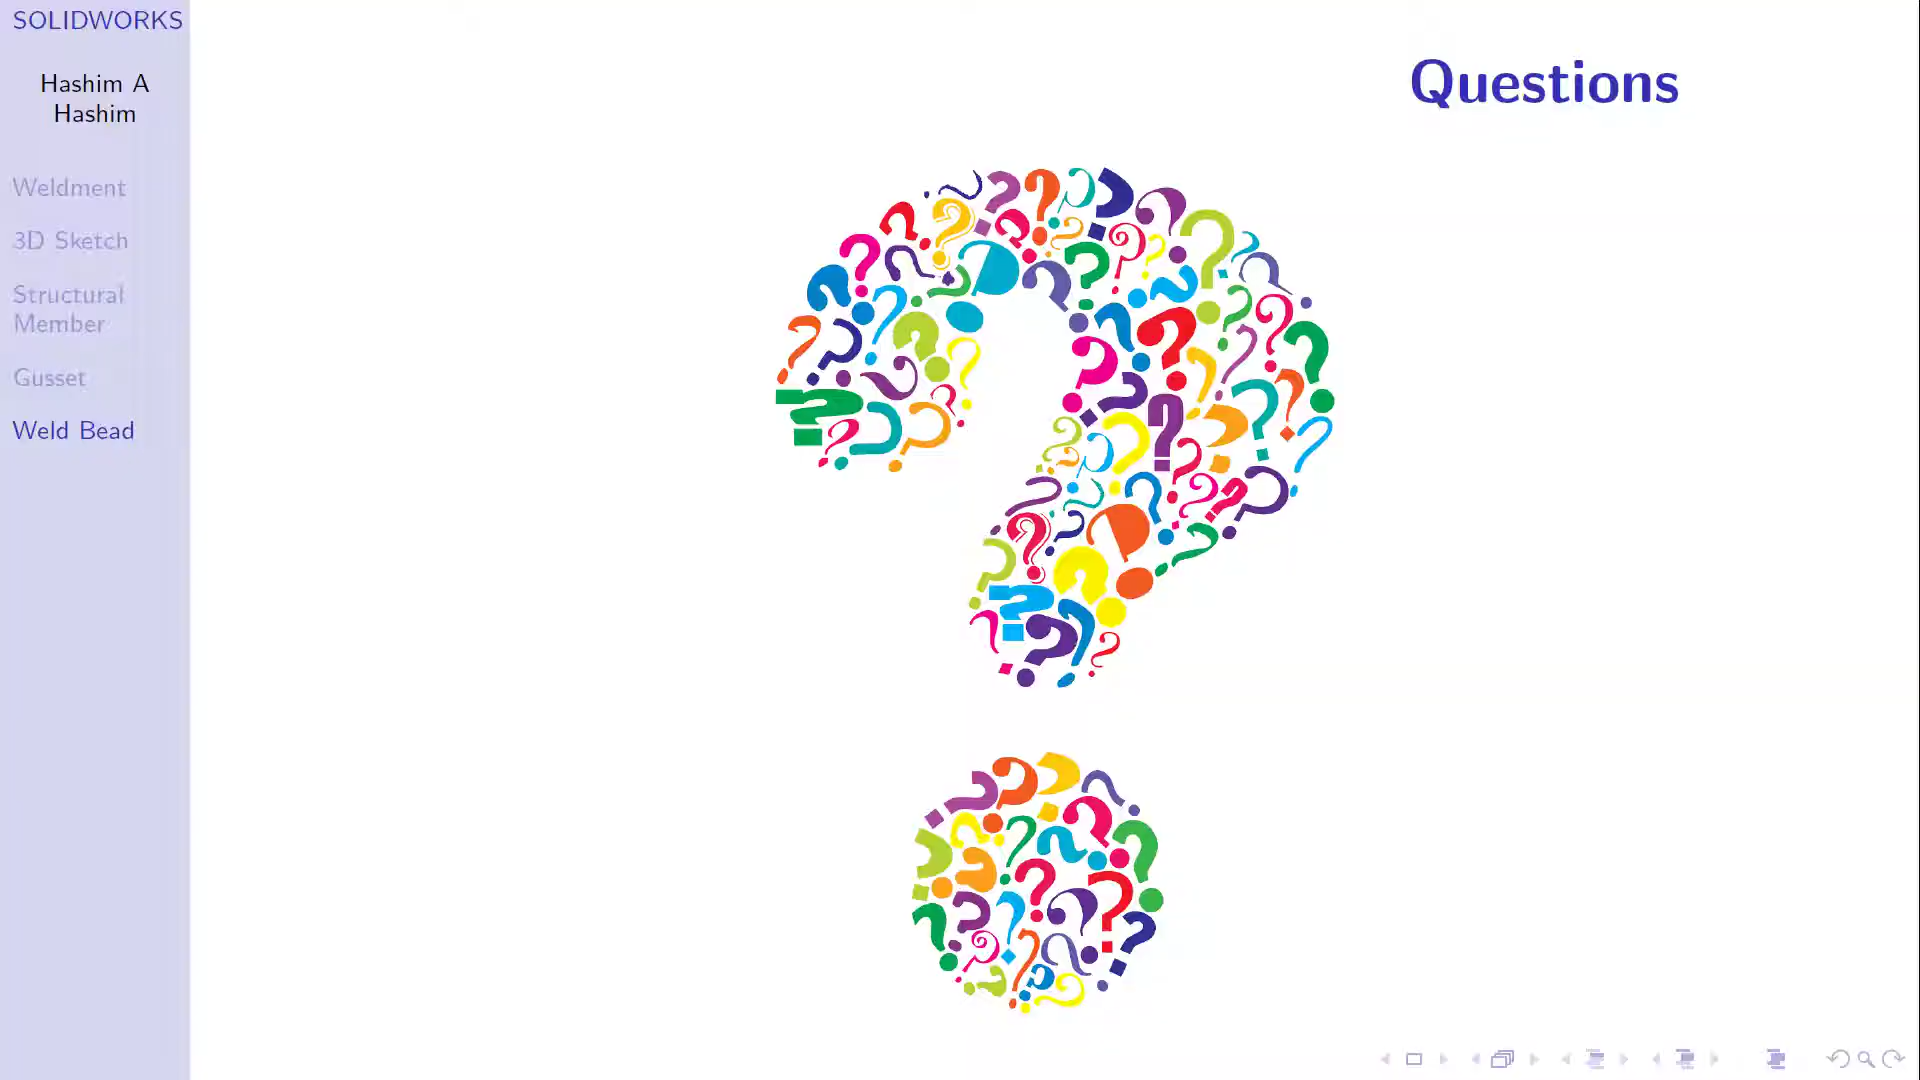 SOLIDWORKS
Hashim A
Hashim
Weldment
3D Sketch
Structural
Member
Gusset
Weld Bead
Questions